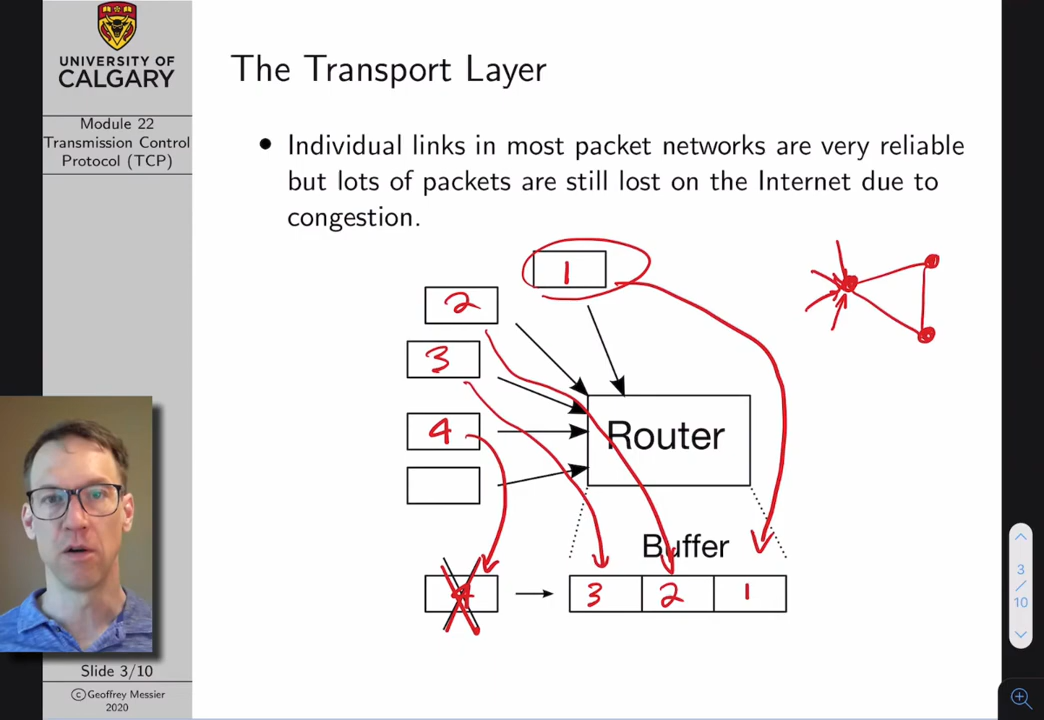 UNIVERSITY OF
CALGARY
Module 22
Transmission Control
Protocol (TCP)
The Transport Layer
• Individual links in most packet networks are very reliable
but lots of packets are still lost on the Internet due to
congestion.
1
2
3
4
Router
Buffer
4
3 2 1
3
/
10
Slide 3/10
©Geoffrey Messier
2020